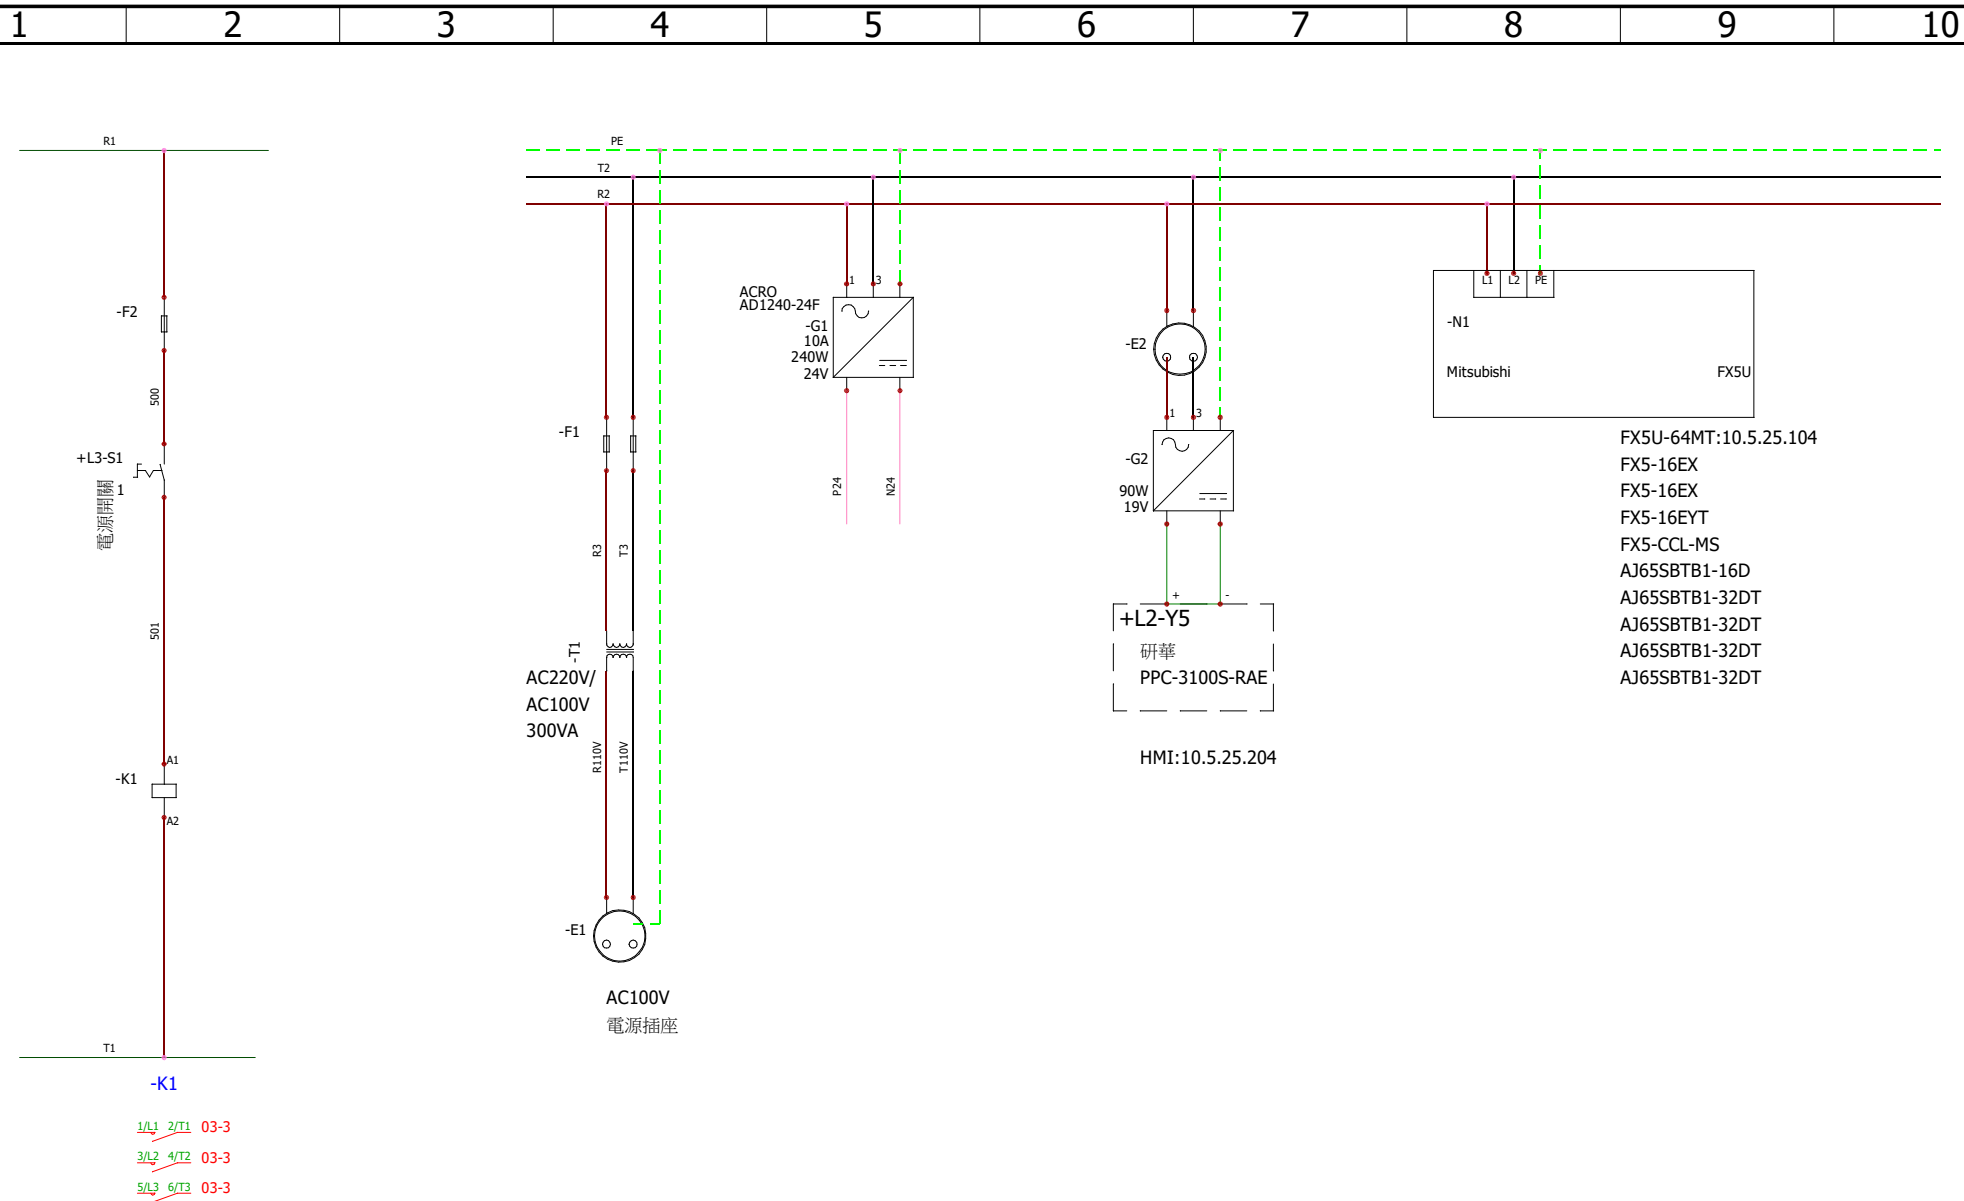 1 2 3 4 5 6 7 8 9 10
R1
-F2
500
+L3-S1
1
電源開關
501
A1
-K1
A2
T1
-K1
1/L1 2/T1 03-3
3/L2 4/T2 03-3
5/L3 6/T3 03-3
PE
T2
R2
-F1
R3
T3
-T1
AC220V/
AC100V
300VA
R110V
T110V
-E1
AC100V
電源插座
ACRO
AD1240-24F
-G1
10A
240W
24V
1 3
P24
N24
-E2
1 3
-G2
90W
19V
+ -
+L2-Y5
研華
PPC-3100S-RAE
HMI:10.5.25.204
L1 L2 PE
-N1
Mitsubishi FX5U
FX5U-64MT:10.5.25.104
FX5-16EX
FX5-16EX
FX5-16EYT
FX5-CCL-MS
AJ65SBTB1-16D
AJ65SBTB1-32DT
AJ65SBTB1-32DT
AJ65SBTB1-32DT
AJ65SBTB1-32DT